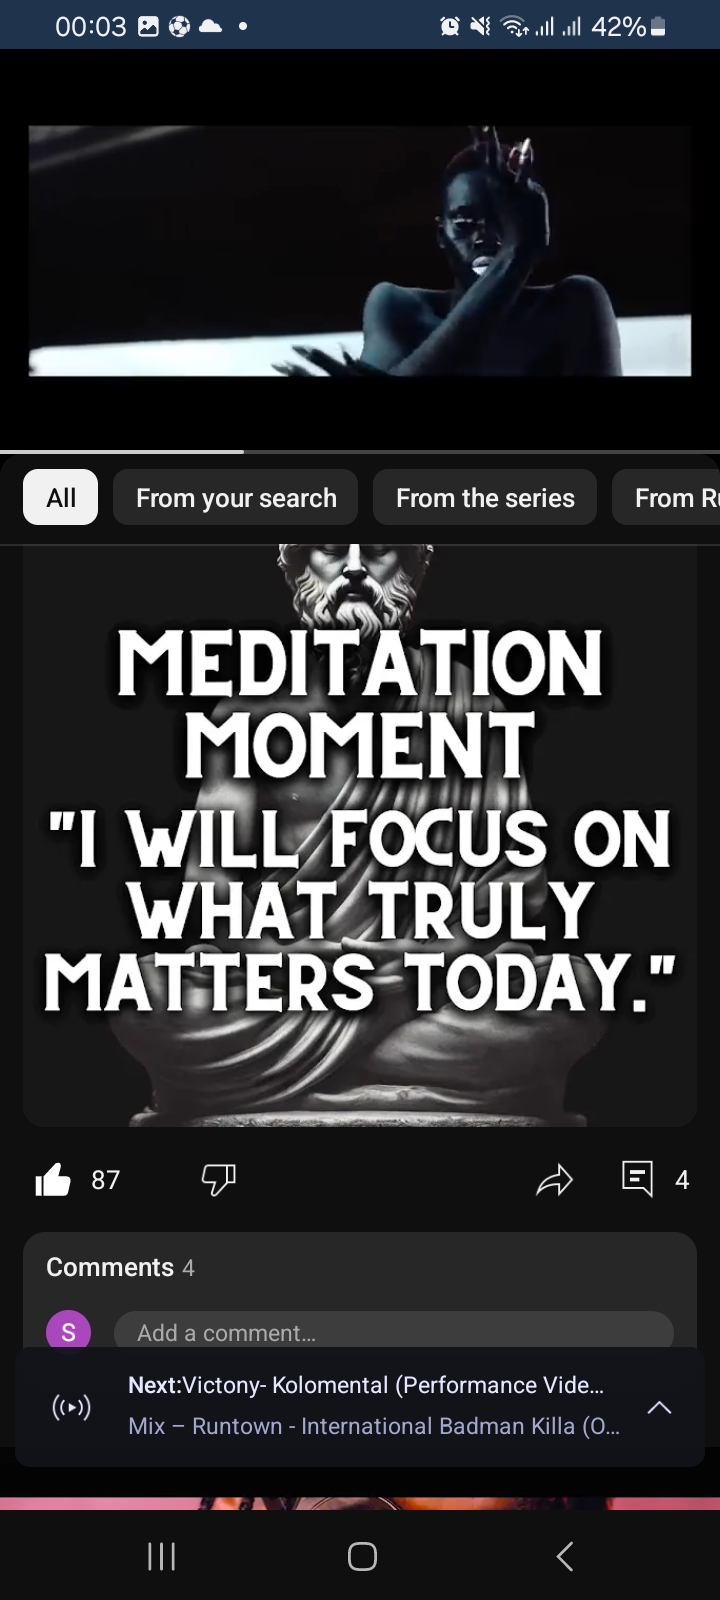 00:03
42%
All
From your search
From the series
From Ru
MEDITATION
MOMENT
"I WILL FOCUS ON
WHAT TRULY
MATTERS TODAY."
87
4
Comments 4
S
Add a comment...
Next:Victony- Kolomental (Performance Vide...
Mix – Runtown - International Badman Killa (O...